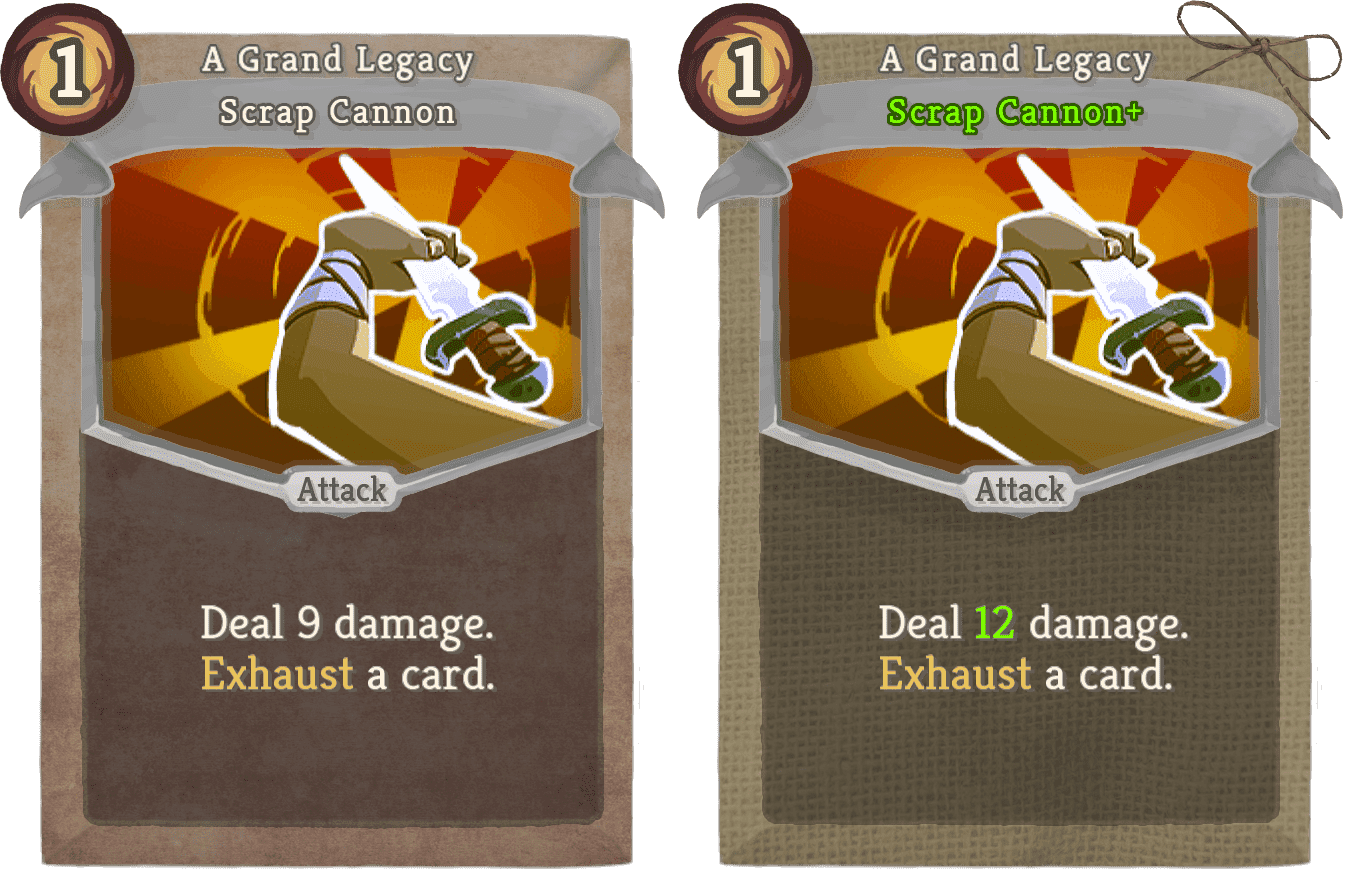 1
A Grand Legacy
Scrap Cannon
Attack
Deal 9 damage.
Exhaust a card.
1
A Grand Legacy
Scrap Cannon+
Attack
Deal 12 damage.
Exhaust a card.